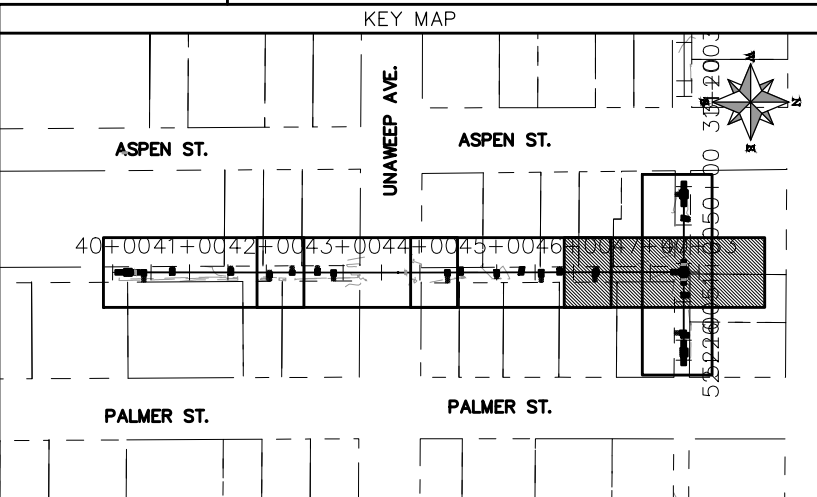 KEY MAP
UNAWEEP AVE.
ASPEN ST.
ASPEN ST.
N
40+0041+0042+0043+0044+0045+0046+0047+
PALMER ST.
PALMER ST.